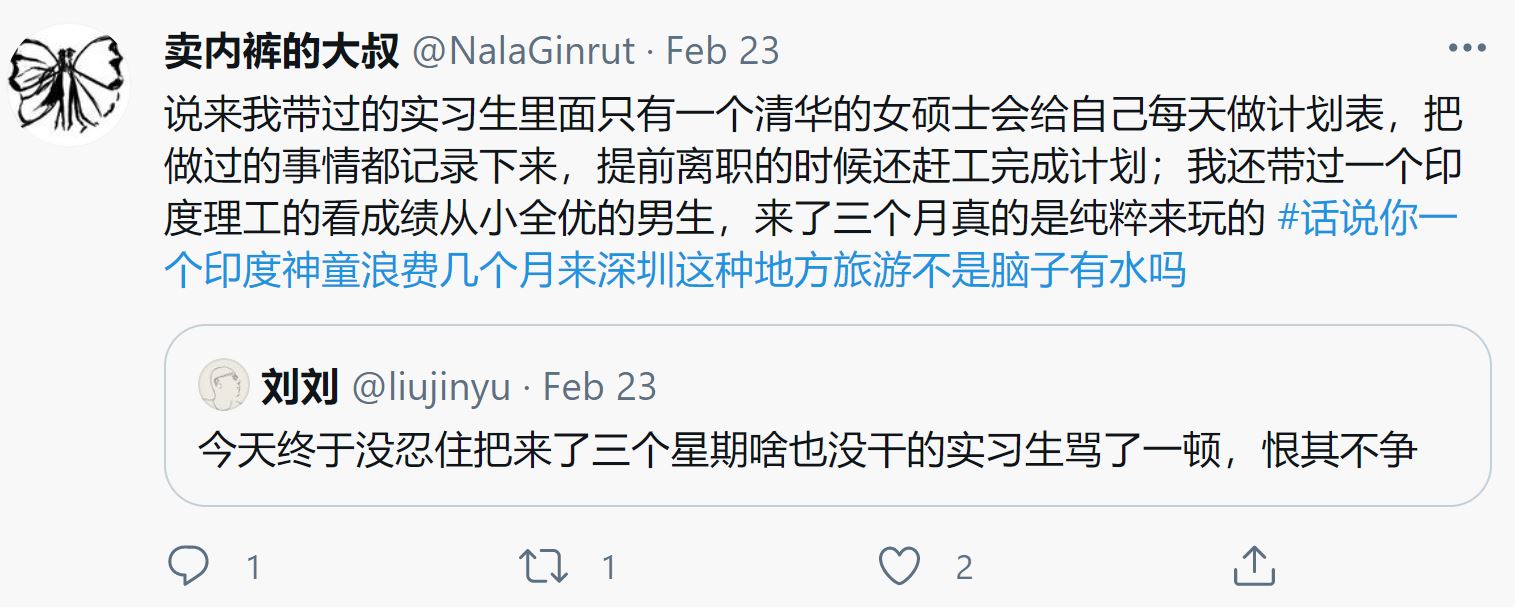 卖内裤的大叔 @NalaGinrut · Feb 23
说来我带过的实习生里面只有一个清华的女硕士会给自己每天做计划表，把
做过的事情都记录下来，提前离职的时候还赶工完成计划；我还带过一个印
度理工的看成绩从小全优的男生，来了三个月真的是纯粹来玩的 #话说你一
个印度神童浪费几个月来深圳这种地方旅游不是脑子有水吗
刘刘 @liujinyu · Feb 23
今天终于没忍住把来了三个星期啥也没干的实习生骂了一顿，恨其不争
1 1 2